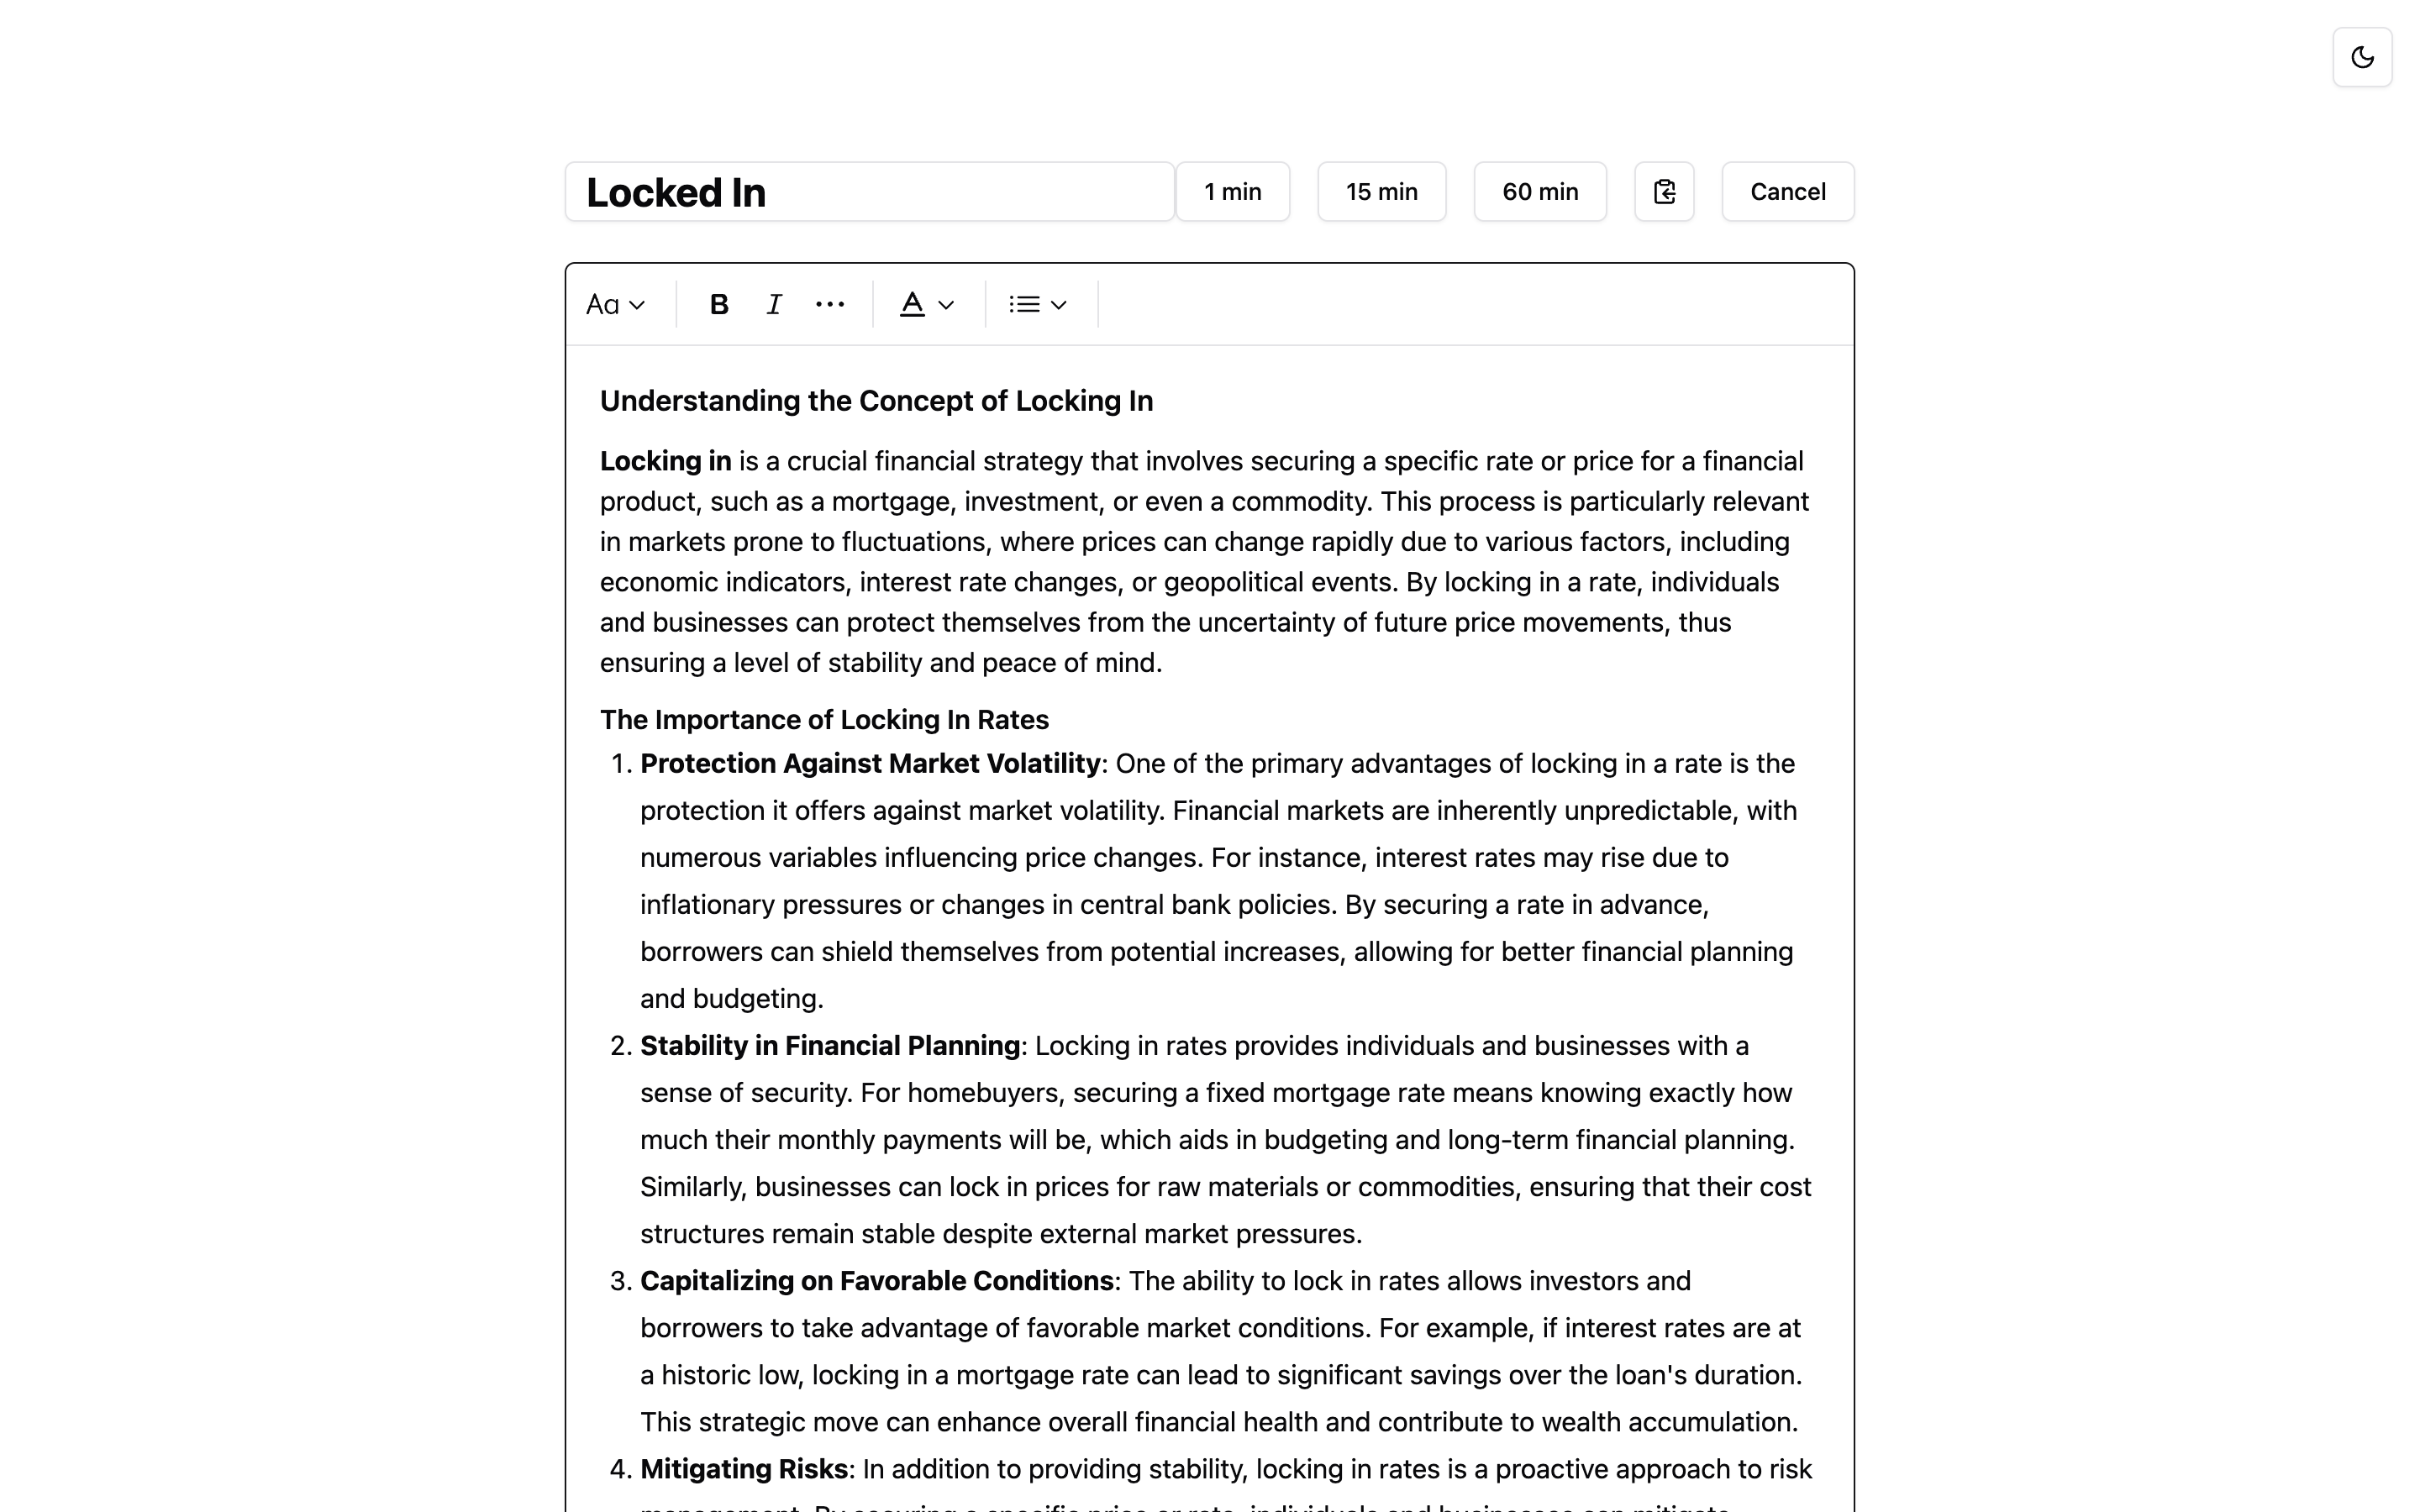 Locked In
1 min
15 min
60 min
Cancel
Aa
B
I
A
Understanding the Concept of Locking In
Locking in is a crucial financial strategy that involves securing a specific rate or price for a financial
product, such as a mortgage, investment, or even a commodity. This process is particularly relevant
in markets prone to fluctuations, where prices can change rapidly due to various factors, including
economic indicators, interest rate changes, or geopolitical events. By locking in a rate, individuals
and businesses can protect themselves from the uncertainty of future price movements, thus
ensuring a level of stability and peace of mind.
The Importance of Locking In Rates
1. Protection Against Market Volatility: One of the primary advantages of locking in a rate is the
protection it offers against market volatility. Financial markets are inherently unpredictable, with
numerous variables influencing price changes. For instance, interest rates may rise due to
inflationary pressures or changes in central bank policies. By securing a rate in advance,
borrowers can shield themselves from potential increases, allowing for better financial planning
and budgeting.
2. Stability in Financial Planning: Locking in rates provides individuals and businesses with a
sense of security. For homebuyers, securing a fixed mortgage rate means knowing exactly how
much their monthly payments will be, which aids in budgeting and long-term financial planning.
Similarly, businesses can lock in prices for raw materials or commodities, ensuring that their cost
structures remain stable despite external market pressures.
3. Capitalizing on Favorable Conditions: The ability to lock in rates allows investors and
borrowers to take advantage of favorable market conditions. For example, if interest rates are at
a historic low, locking in a mortgage rate can lead to significant savings over the loan's duration.
This strategic move can enhance overall financial health and contribute to wealth accumulation.
4. Mitigating Risks: In addition to providing stability, locking in rates is a proactive approach to risk
management. By securing a specific price or rate, individuals and businesses can mitigate